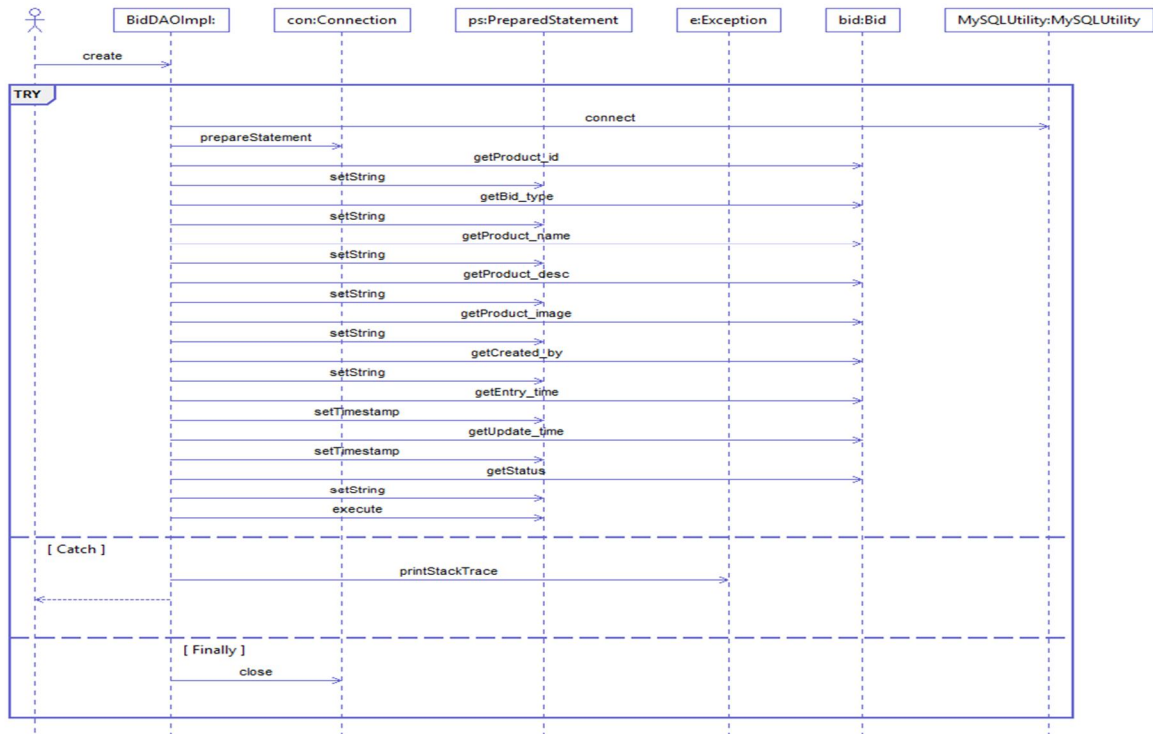 BidDAOImpl: con:Connection ps:PreparedStatement e:Exception bid:Bid MySQLUtility:MySQLUtility
create
TRY
connect
prepareStatement
getProduct_id
setString
getBid_type
setString
getProduct_name
setString
getProduct_desc
setString
getProduct_image
setString
getCreated_by
setString
getEntry_time
setTimestamp
getUpdate_time
setTimestamp
getStatus
setString
execute
[ Catch ]
printStackTrace
[ Finally ]
close